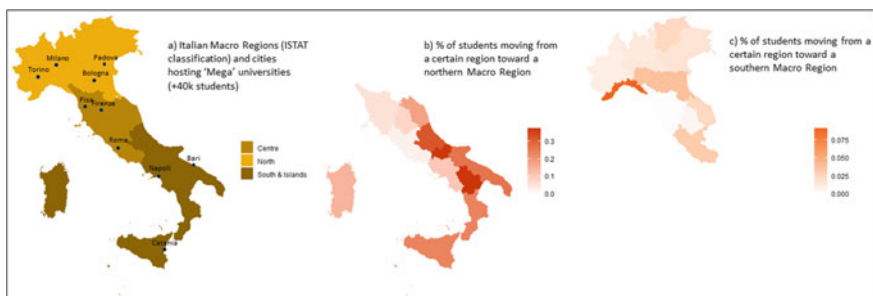 a) Italian Macro Regions (ISTAT
classification) and cities
hosting 'Mega' universities
(+40k students)
Milano
Padova
Torino
Bologna
Pisa
Firenze
Roma
Bari
Napoli
Catania
Centre
North
South & Islands
b) % of students moving from
a certain region toward a
northern Macro Region
0.3
0.2
0.1
0.0
c) % of students moving from a
certain region toward a
southern Macro Region
0.075
0.050
0.025
0.000